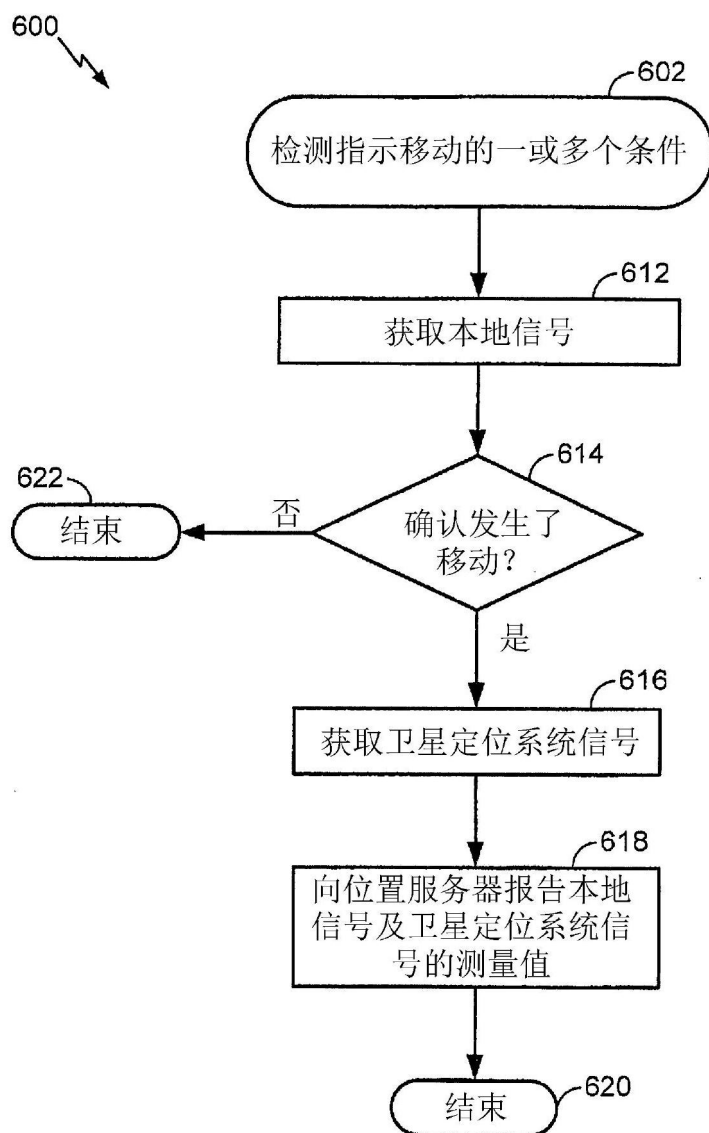 600
602
检测指示移动的一或多个条件
612
获取本地信号
614
622
确认发生了
移动?
否
结束
是
616
获取卫星定位系统信号
618
向位置服务器报告本地
信号及卫星定位系统信
号的测量值
620
结束